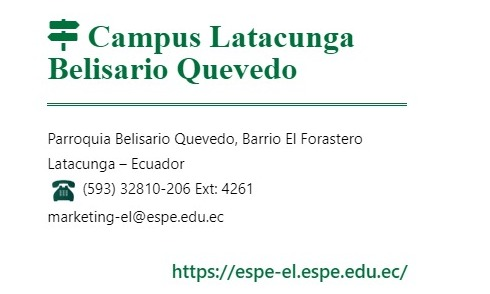 Campus Latacunga
Belisario Quevedo
Parroquia Belisario Quevedo, Barrio El Forastero
Latacunga – Ecuador
(593) 32810-206 Ext: 4261
marketing-el@espe.edu.ec
https://espe-el.espe.edu.ec/